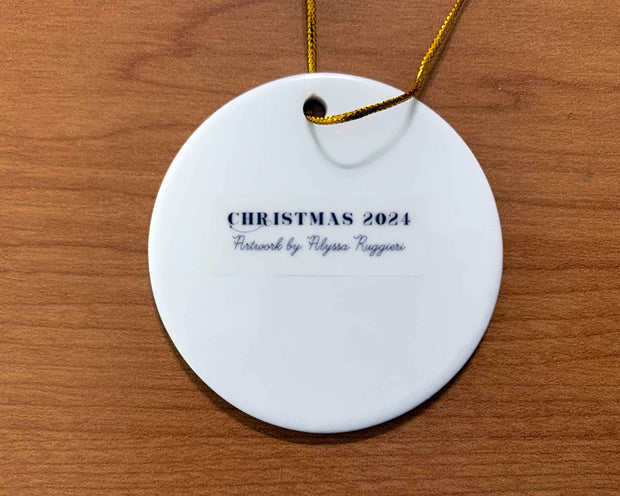 CHRISTMAS 2024
Artwork by Alyssa Ruggieri